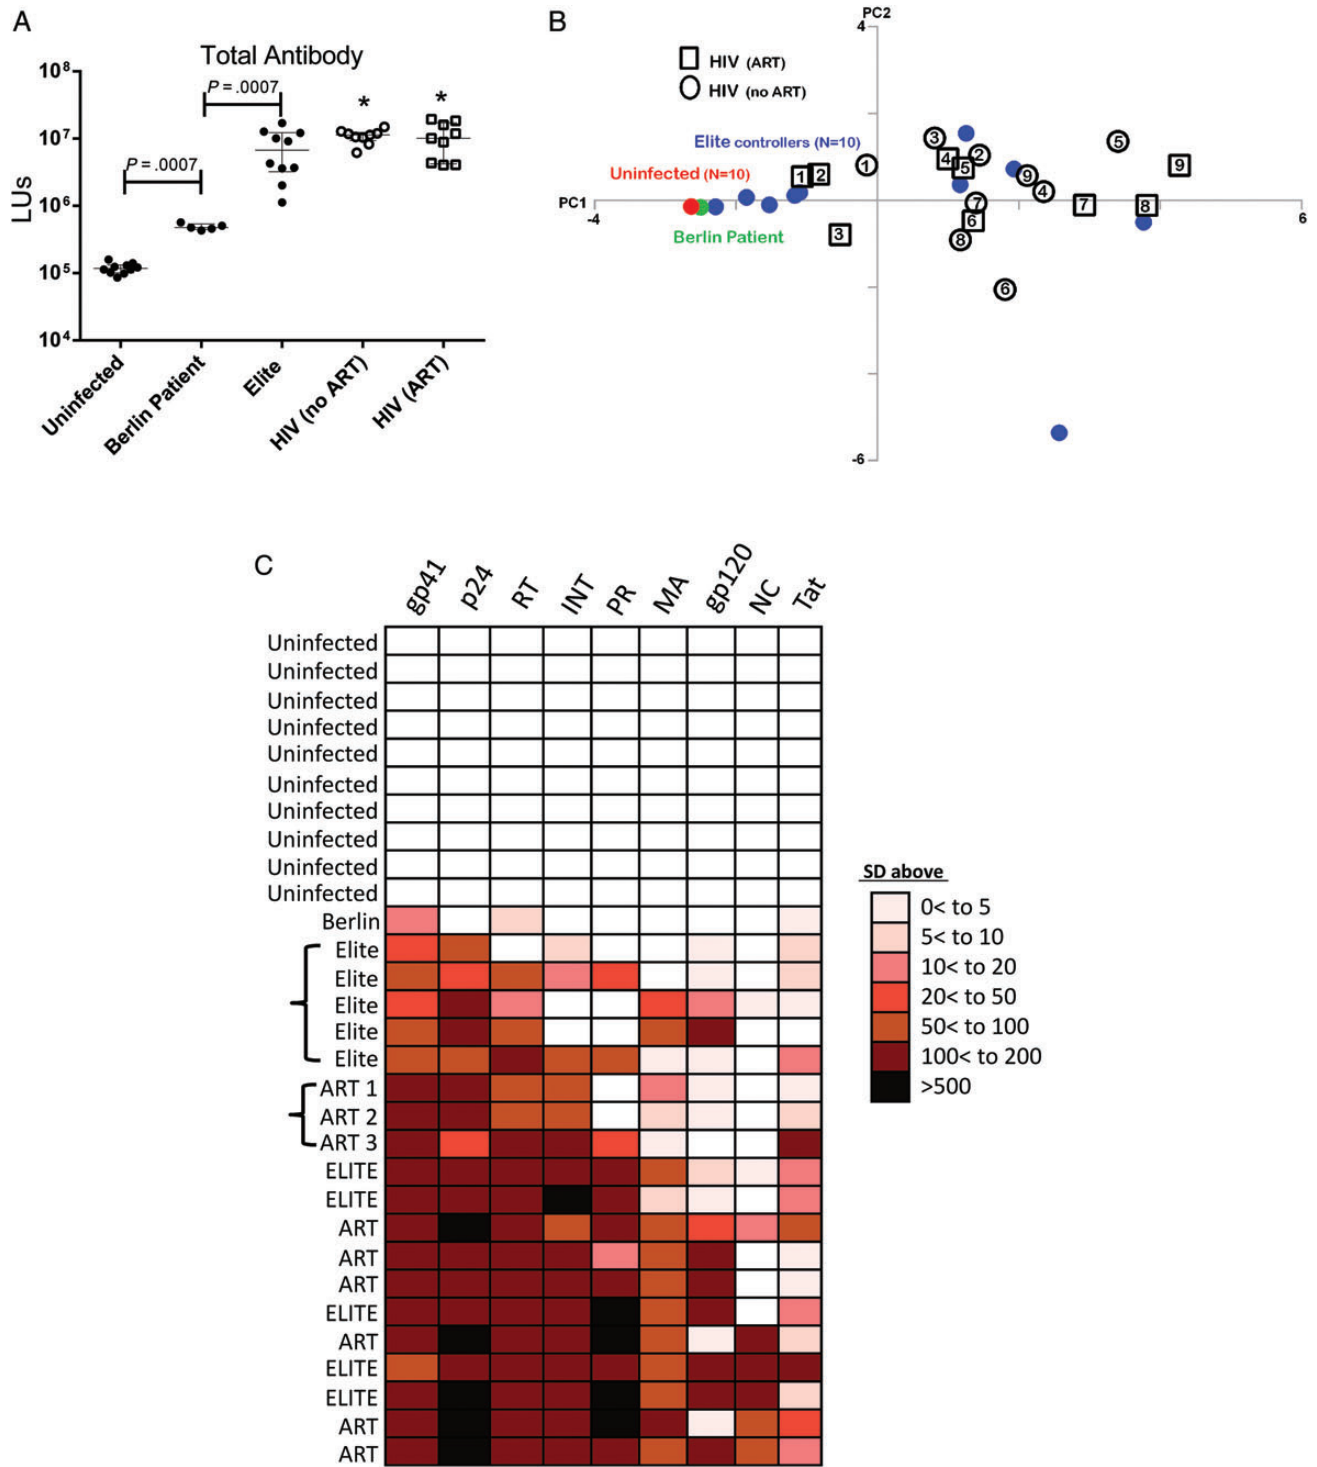 A
Total Antibody
P = .0007
P = .0007
*
*
LUs
10⁸
10⁷
10⁶
10⁵
10⁴
Uninfected
Berlin Patient
Elite
HIV (no ART)
HIV (ART)
B
PC2
4
HIV (ART)
HIV (no ART)
Elite controllers (N=10)
Uninfected (N=10)
Berlin Patient
PC1
-4
6
-6
1
2
3
4
5
6
7
8
9
1
2
3
4
5
6
7
8
9
C
gp41 p24 RT INT PR MA gp120 NC Tat
Uninfected
Uninfected
Uninfected
Uninfected
Uninfected
Uninfected
Uninfected
Uninfected
Uninfected
Uninfected
Berlin
Elite
Elite
Elite
Elite
Elite
ART 1
ART 2
ART 3
ELITE
ELITE
ART
ART
ART
ELITE
ART
ELITE
ELITE
ART
ART
SD above
0< to 5
5< to 10
10< to 20
20< to 50
50< to 100
100< to 200
>500